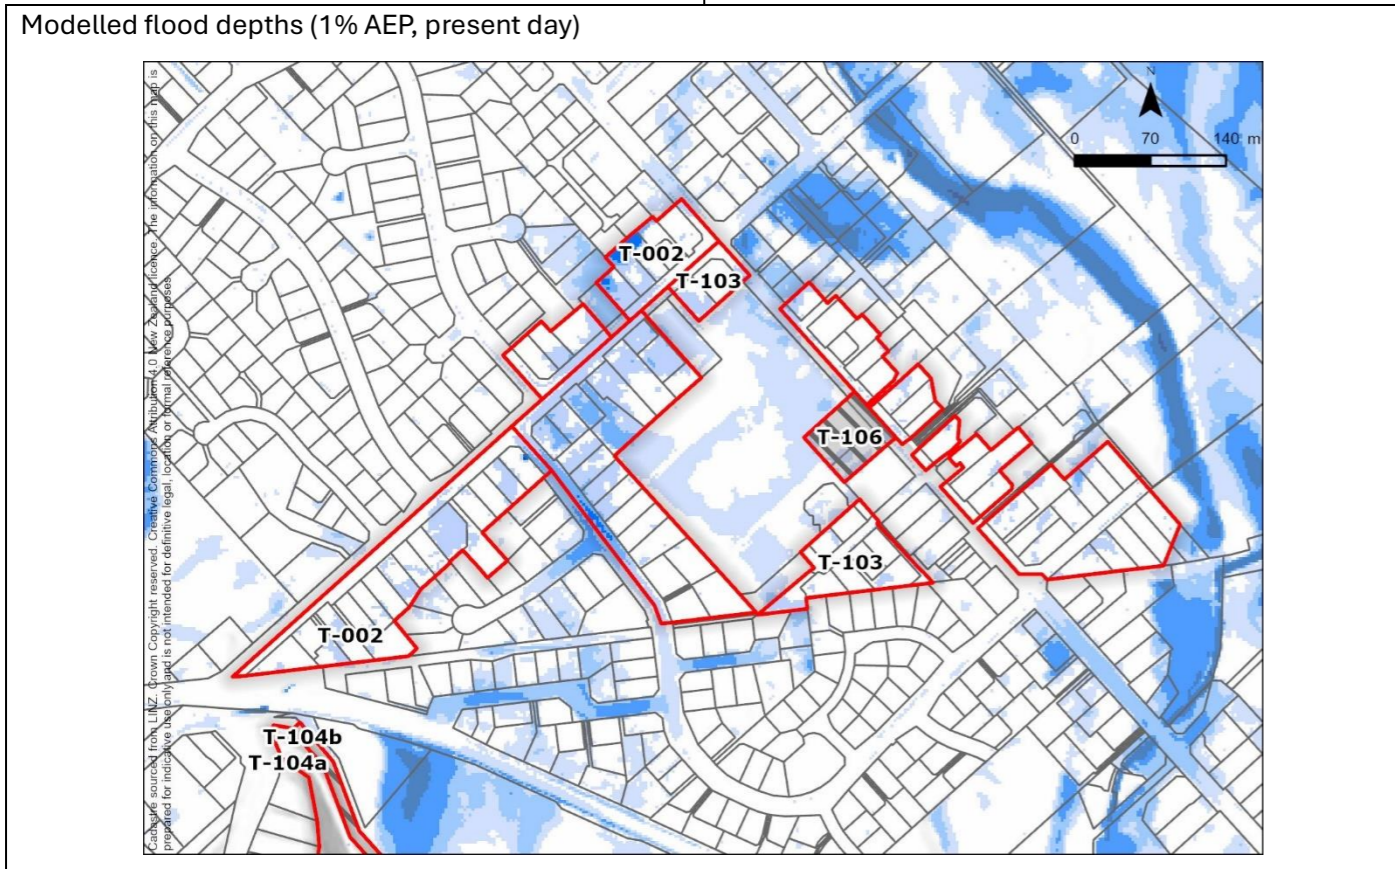 Modelled flood depths (1% AEP, present day)
Cadastre sourced from LINZ. Crown Copyright reserved. Creative Commons Attribution 4.0 New Zealand licence. The information on this map is
prepared for indicative use only and is not intended for definitive legal, location or formal reference purposes.
N
0 70 140 m
T-002
T-103
T-106
T-103
T-002
T-104b
T-104a